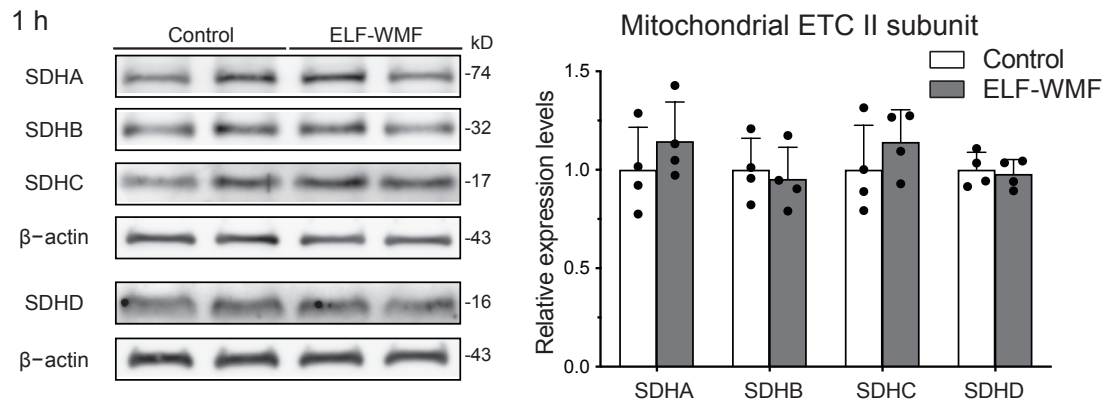 1 h
Control ELF-WMF kD
SDHA -74
SDHB -32
SDHC -17
β−actin -43
SDHD -16
β−actin -43
Mitochondrial ETC II subunit
Control
ELF-WMF
Relative expression levels
1.5
1.0
0.5
0.0
SDHA SDHB SDHC SDHD